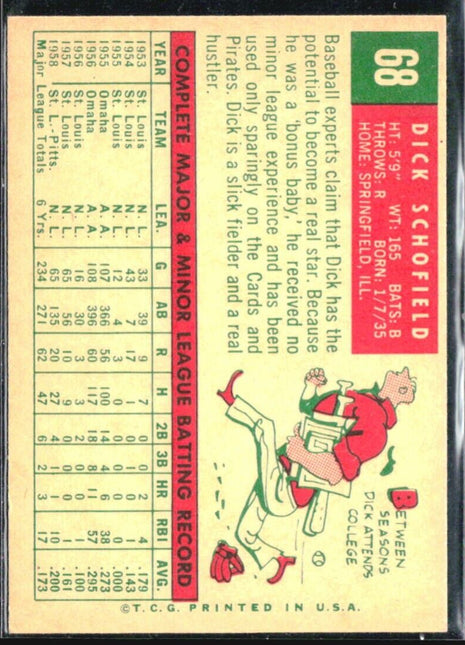 68
DICK SCHOFIELD
HT: 5'9" WT: 165 BATS: B
THROWS: R BORN: 1/7/35
HOME: SPRINGFIELD, ILL.
Baseball experts claim that Dick has the
potential to become a real star. Because
he was a 'bonus baby', he received no
minor league experience and has been
used only sparingly on the Cards and
Pirates. Dick is a slick fielder and a real
hustler.
BETWEEN
SEASONS
DICK ATTENDS
COLLEGE
COMPLETE MAJOR & MINOR LEAGUE BATTING RECORD
YEAR TEAM LEA. G AB R H 2B 3B HR RBI AVG.
1953 St. Louis N. L. 33 39 9 7 0 0 2 4 .179
1954 St. Louis N. L. 43 7 17 1 0 1 0 1 .143
1955 St. Louis N. L. 12 4 3 0 0 0 0 0 .000
1955 Omaha A. A. 107 366 56 100 14 38 .273
1956 Omaha A. A. 108 396 60 117 18 8 11 57 .295
1956 St. Louis N. L. 16 30 3 3 2 0 0 1 .100
1957 St. Louis N. L. 65 56 10 9 0 0 0 1 .161
1958 St. L.-Pitts. N. L. 65 135 20 27 4 1 1 10 .200
Major League Totals 6 Yrs. 234 271 62 47 6 2 3 17 .173
©T.C.G. PRINTED IN U.S.A.